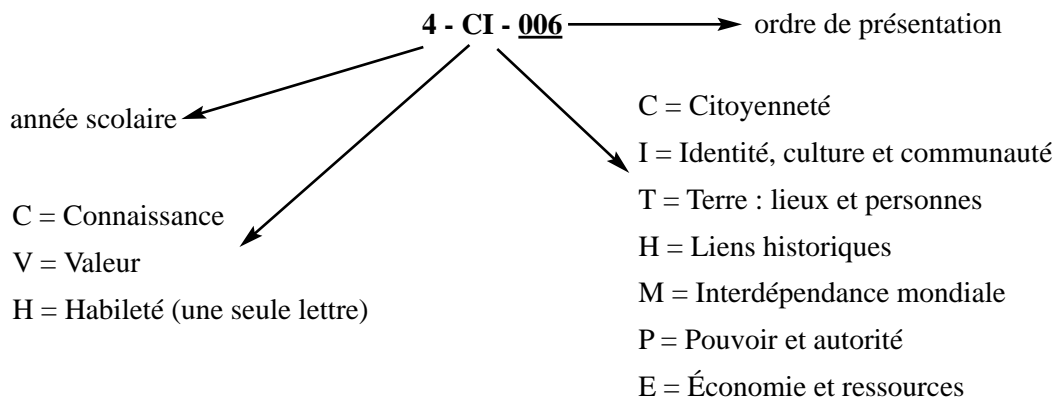 4 - CI - 006 ordre de présentation
année scolaire
C = Connaissance
V = Valeur
H = Habileté (une seule lettre)
C = Citoyenneté
I = Identité, culture et communauté
T = Terre : lieux et personnes
H = Liens historiques
M = Interdépendance mondiale
P = Pouvoir et autorité
E = Économie et ressources